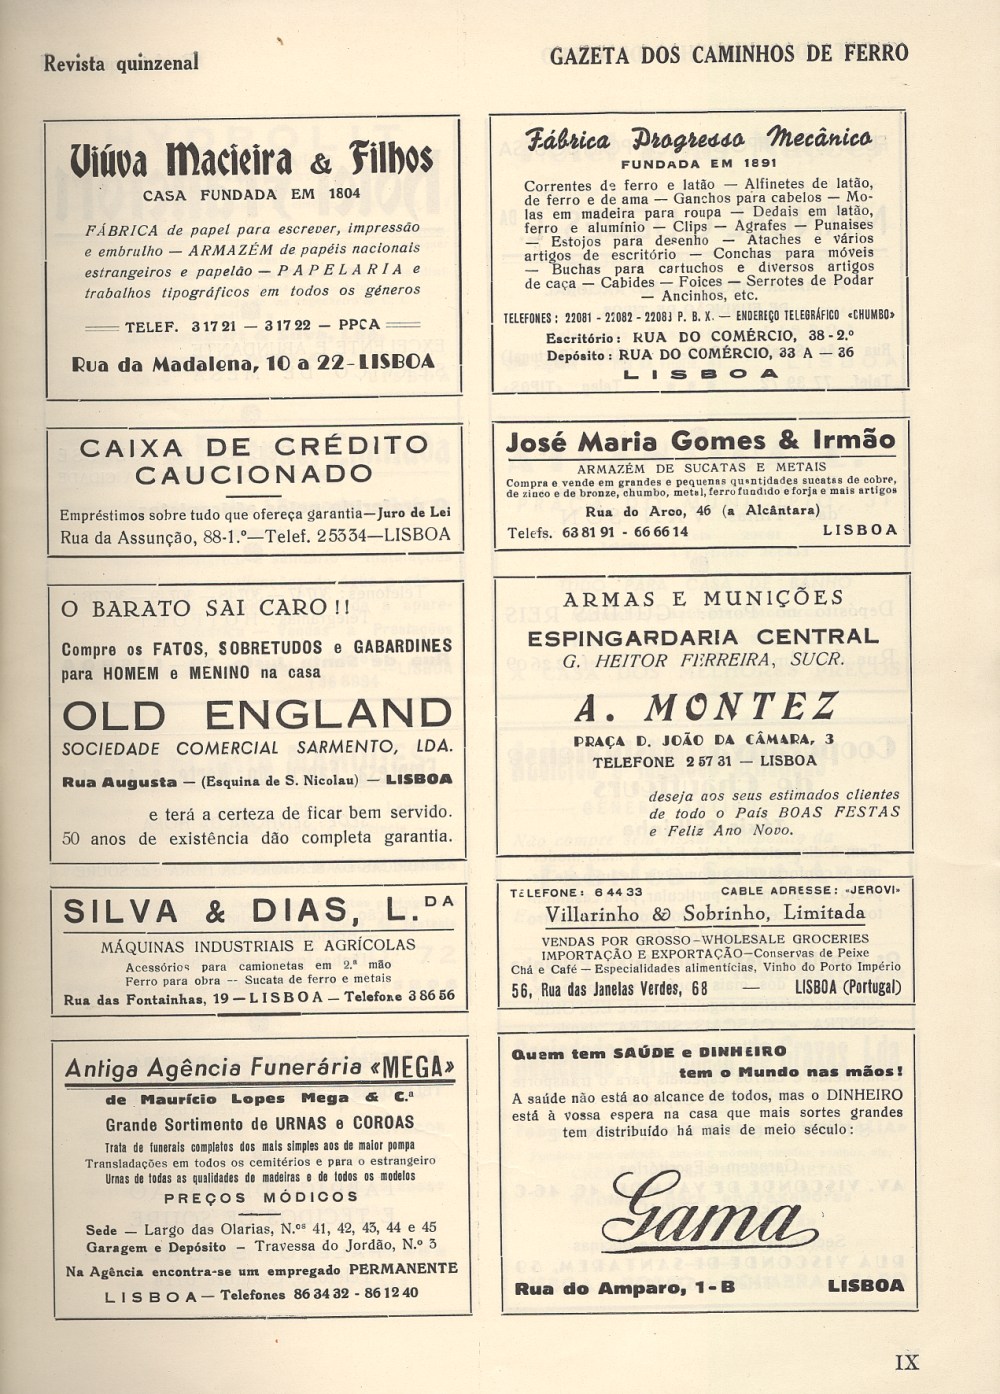 Revista quinzenal
GAZETA DOS CAMINHOS DE FERRO
Viúva Macieira & Filhos
CASA FUNDADA EM 1804
FÁBRICA de papel para escrever, impressão
e embrulho — ARMAZÉM de papéis nacionais
estrangeiros e papelão — PAPELARIA e
trabalhos tipográficos em todos os géneros
TELEF. 31721 — 31722 — PPCA
Rua da Madalena, 10 a 22-LISBOA
CAIXA DE CRÉDITO
CAUCIONADO
Empréstimos sobre tudo que ofereça garantia—Juro de Lei
Rua da Assunção, 88-1.º—Telef. 25334—LISBOA
O BARATO SAI CARO!!
Compre os FATOS, SOBRETUDOS e GABARDINES
para HOMEM e MENINO na casa
OLD ENGLAND
SOCIEDADE COMERCIAL SARMENTO, LDA.
Rua Augusta — (Esquina de S. Nicolau) — LISBOA
e terá a certeza de ficar bem servido.
50 anos de existência dão completa garantia.
SILVA & DIAS, L.DA
MÁQUINAS INDUSTRIAIS E AGRÍCOLAS
Acessórios para camionetas em 2.ª mão
Ferro para obra -- Sucata de ferro e metais
Rua das Fontainhas, 19 — LISBOA — Telefone 38656
Antiga Agência Funerária «MEGA»
de Maurício Lopes Mega & C.ª
Grande Sortimento de URNAS e COROAS
Trata de funerais completos dos mais simples aos de maior pompa
Transladações em todos os cemitérios e para o estrangeiro
Urnas de todas as qualidades de madeiras e de todos os modelos
PREÇOS MÓDICOS
Sede — Largo das Olarias, N.os 41, 42, 43, 44 e 45
Garagem e Depósito — Travessa do Jordão, N.º 3
Na Agência encontra-se um empregado PERMANENTE
LISBOA — Telefones 863432 - 861240
Fábrica Progresso Mecânico
FUNDADA EM 1891
Correntes de ferro e latão — Alfinetes de latão,
de ferro e de ama — Ganchos para cabelos — Mo-
las em madeira para roupa — Dedais em latão,
ferro e alumínio — Clips — Agrafes — Punaises
— Estojos para desenho — Ataches e vários
artigos de escritório — Conchas para móveis
— Buchas para cartuchos e diversos artigos
de caça — Cabides — Foices — Serrotes de Podar
— Ancinhos, etc.
TELEFONES: 22081 - 22082 - 22083 P. B. X. — ENDEREÇO TELEGRÁFICO «CHUMBO»
Escritório: RUA DO COMÉRCIO, 38-2.º
Depósito: RUA DO COMÉRCIO, 33 A — 36
LISBOA
José Maria Gomes & Irmão
ARMAZÉM DE SUCATAS E METAIS
Compra e vende em grandes e pequenas quantidades sucatas de cobre,
de zinco e de bronze, chumbo, metal, ferro fundido e forja e mais artigos
Rua do Arco, 46 (a Alcântara)
Telefs. 638191 - 666614 LISBOA
ARMAS E MUNIÇÕES
ESPINGARDARIA CENTRAL
G. HEITOR FERREIRA, SUCR.
A. MONTEZ
PRAÇA D. JOÃO DA CÂMARA, 3
TELEFONE 25731 — LISBOA
deseja aos seus estimados clientes
de todo o País BOAS FESTAS
e Feliz Ano Novo.
TELEFONE: 64433 CABLE ADRESSE: «JEROVI»
Villarinho & Sobrinho, Limitada
VENDAS POR GROSSO—WHOLESALE GROCERIES
IMPORTAÇÃO E EXPORTAÇÃO—Conservas de Peixe
Chá e Café — Especialidades alimentícias, Vinho do Porto Império
56, Rua das Janelas Verdes, 68 — LISBOA (Portugal)
Quem tem SAÚDE e DINHEIRO
tem o Mundo nas mãos!
A saúde não está ao alcance de todos, mas o DINHEIRO
está à vossa espera na casa que mais sortes grandes
tem distribuído há mais de meio século:
Gama
Rua do Amparo, 1-B LISBOA
IX